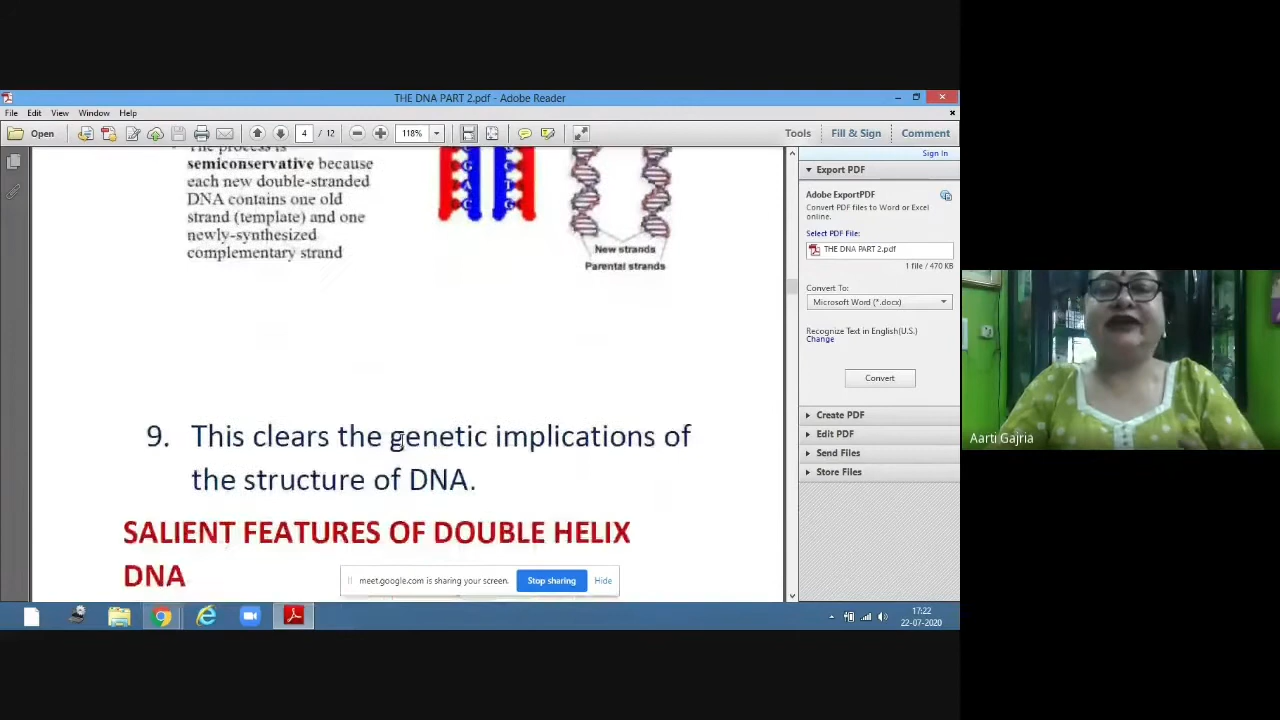 THE DNA PART 2.pdf - Adobe Reader
File Edit View Window Help
Open 4 / 12 118% Tools Fill & Sign Comment
Sign In
The process is
semiconservative because
each new double-stranded
DNA contains one old
strand (template) and one
newly-synthesized
complementary strand
G C
A T
C G
New strands
Parental strands
9. This clears the genetic implications of
the structure of DNA.
SALIENT FEATURES OF DOUBLE HELIX
DNA
Export PDF
Adobe ExportPDF
Convert PDF files to Word or Excel
online.
Select PDF File:
THE DNA PART 2.pdf
1 file / 470 KB
Convert To:
Microsoft Word (*.docx)
Recognize Text in English(U.S.)
Change
Convert
Create PDF
Edit PDF
Send Files
Store Files
meet.google.com is sharing your screen. Stop sharing Hide
17:22
22-07-2020
Aarti Gajria